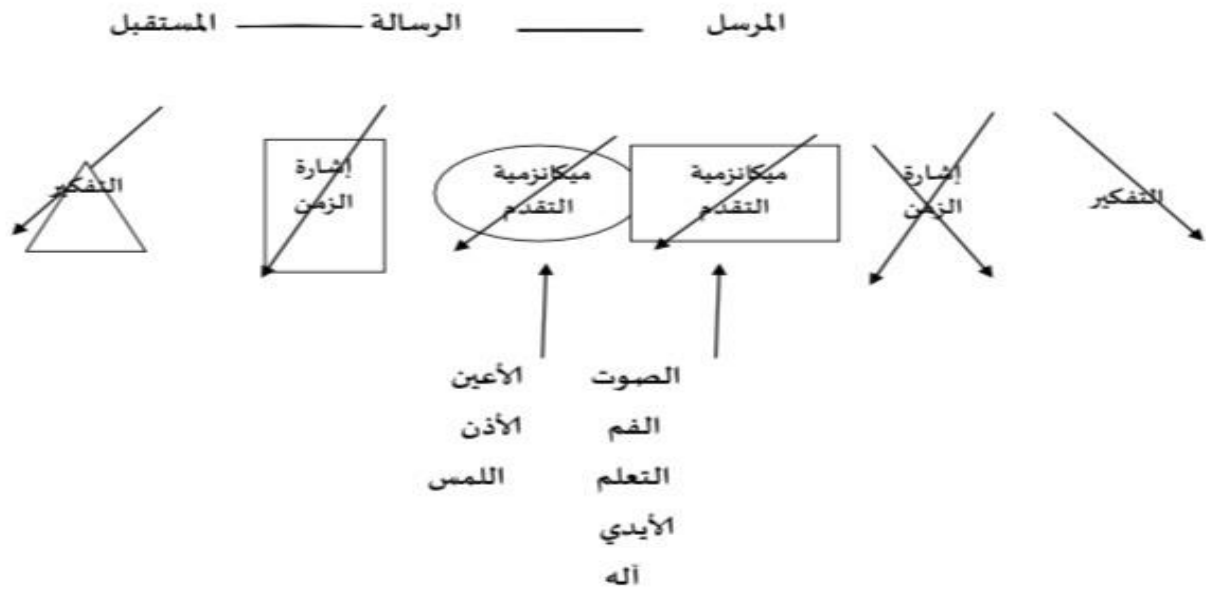 المرسل الرسالة المستقبل
التفكير
إشارة
الزمن
ميكانزمية
التقدم
ميكانزمية
التقدم
إشارة
الزمن
التفكير
الصوت
الفم
التعلم
الأيدي
آله
الأعين
الأذن
اللمس